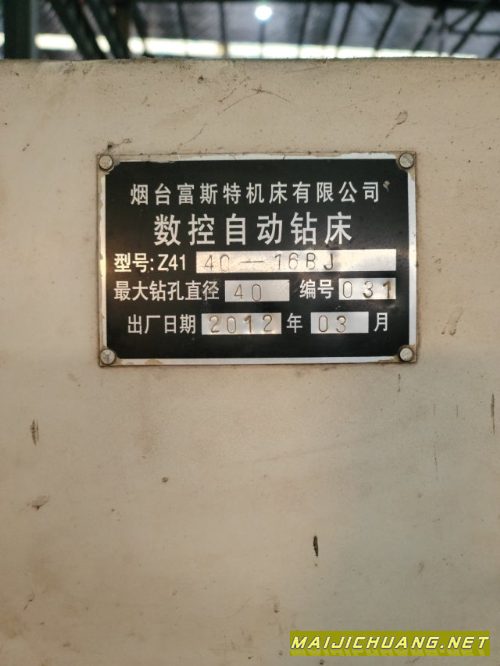 烟台富斯特机床有限公司
数控自动钻床
型号:Z41 40-16BJ
最大钻孔直径 40 编号 031
出厂日期 2012 年 03 月
MAIJICHUANG.NET